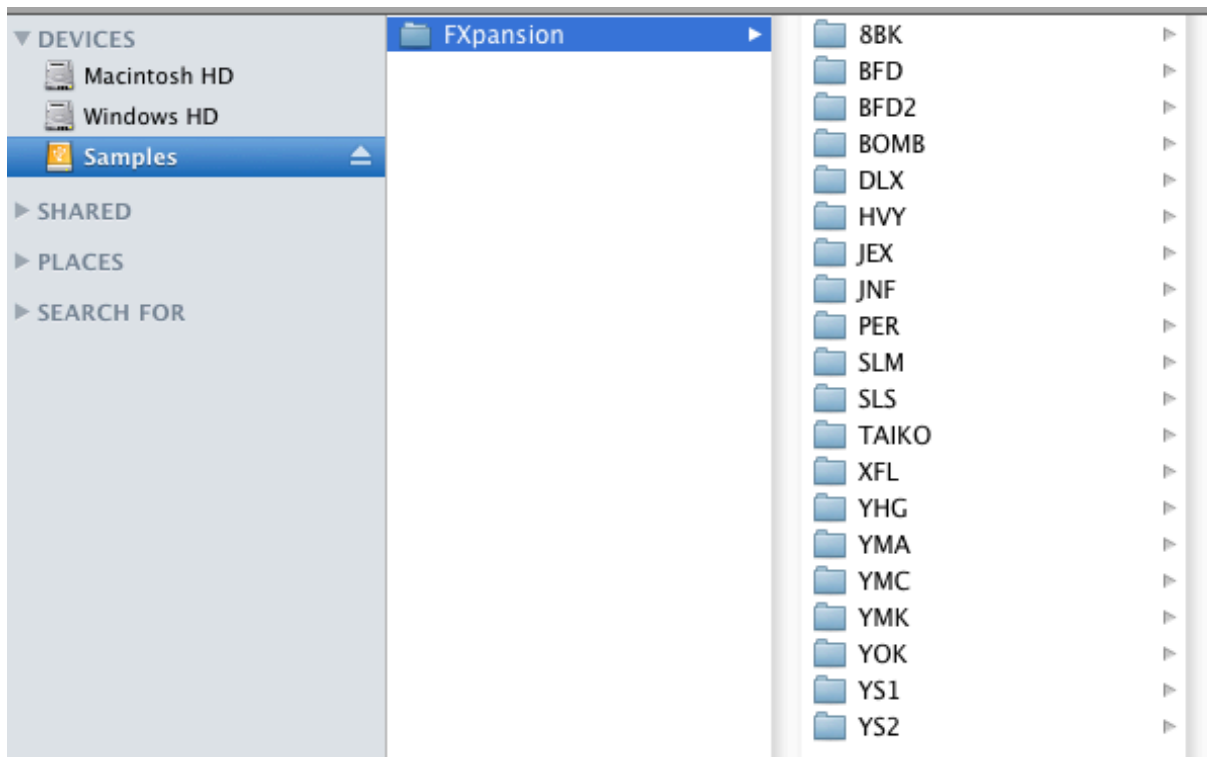 DEVICES
Macintosh HD
Windows HD
Samples
SHARED
PLACES
SEARCH FOR
FXpansion
8BK
BFD
BFD2
BOMB
DLX
HVY
JEX
JNF
PER
SLM
SLS
TAIKO
XFL
YHG
YMA
YMC
YMK
YOK
YS1
YS2